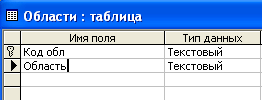 Области : таблица
Имя поля Тип данных
Код обл Текстовый
Область Текстовый